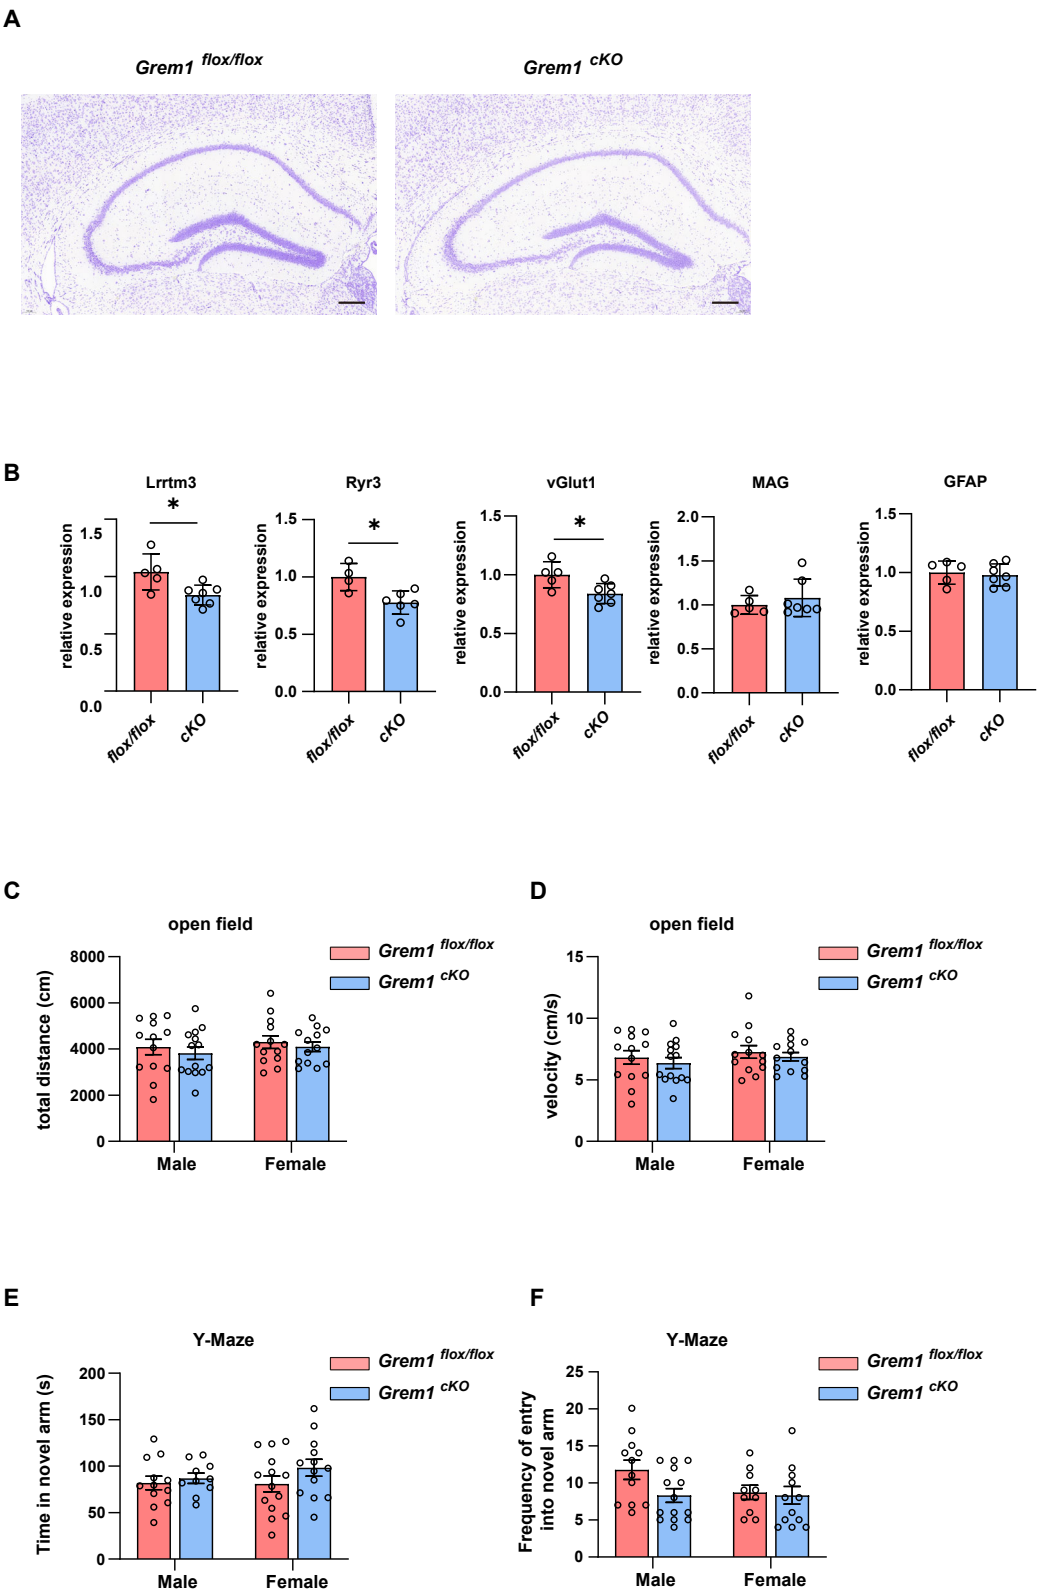 A
Grem1 flox/flox
Grem1 cKO
B
Lrrtm3
Ryr3
vGlut1
MAG
GFAP
*
*
*
relative expression
1.5
1.0
0.5
0.0
flox/flox
cKO
relative expression
1.5
1.0
0.5
0.0
flox/flox
cKO
relative expression
1.5
1.0
0.5
0.0
flox/flox
cKO
relative expression
2.0
1.5
1.0
0.5
0.0
flox/flox
cKO
relative expression
1.5
1.0
0.5
0.0
flox/flox
cKO
C
open field
Grem1 flox/flox
Grem1 cKO
total distance (cm)
8000
6000
4000
2000
0
Male
Female
D
open field
Grem1 flox/flox
Grem1 cKO
velocity (cm/s)
15
10
5
0
Male
Female
E
Y-Maze
Grem1 flox/flox
Grem1 cKO
Time in novel arm (s)
200
150
100
50
0
Male
Female
F
Y-Maze
Grem1 flox/flox
Grem1 cKO
Frequency of entry
into novel arm
25
20
15
10
5
0
Male
Female